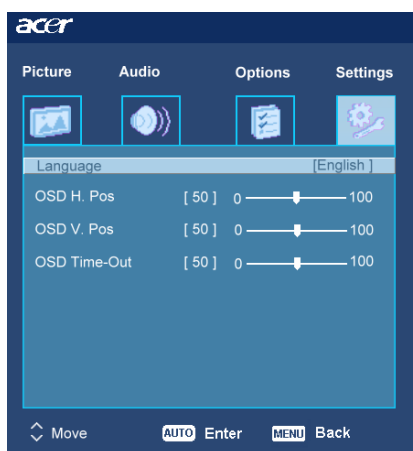 acer
Picture Audio Options Settings
Language [English ]
OSD H. Pos [ 50 ] 0 100
OSD V. Pos [ 50 ] 0 100
OSD Time-Out [ 50 ] 0 100
Move AUTO Enter MENU Back